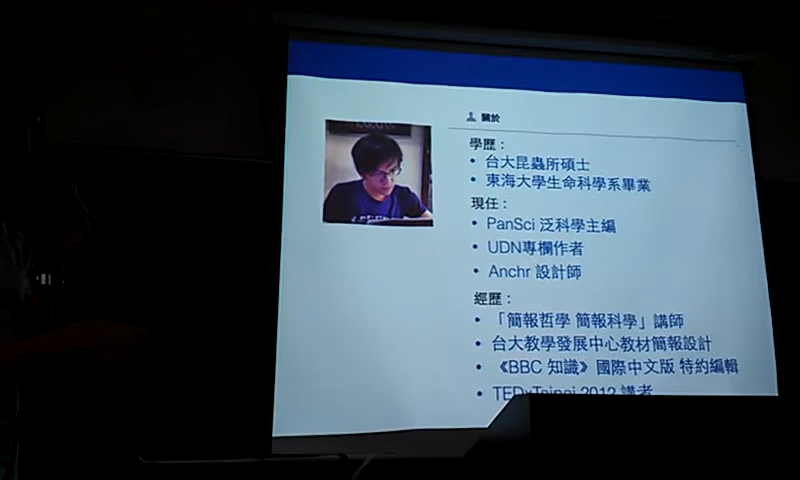 關於
學歷：
• 台大昆蟲所碩士
• 東海大學生命科學系畢業
現任：
• PanSci 泛科學主編
• UDN專欄作者
• Anchr 設計師
經歷：
• 「簡報哲學 簡報科學」講師
• 台大教學發展中心教材簡報設計
• 《BBC 知識》國際中文版 特約編輯
• TEDxTaipei 2012 講者